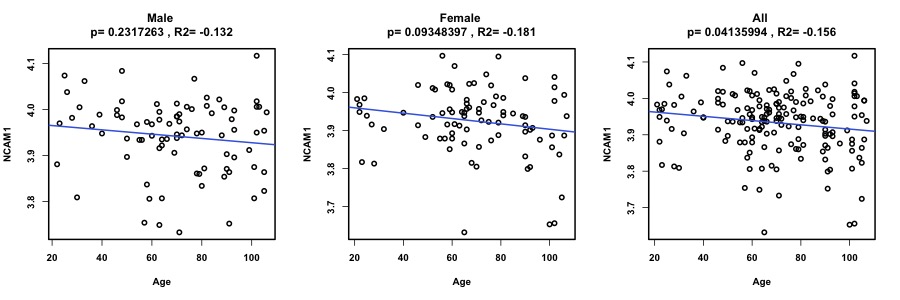 Male
p= 0.2317263 , R2= -0.132
NCAM1
4.1
4.0
3.9
3.8
20 40 60 80 100
Age
Female
p= 0.09348397 , R2= -0.181
NCAM1
4.1
4.0
3.9
3.8
3.7
20 40 60 80 100
Age
All
p= 0.04135994 , R2= -0.156
NCAM1
4.1
4.0
3.9
3.8
3.7
20 40 60 80 100
Age